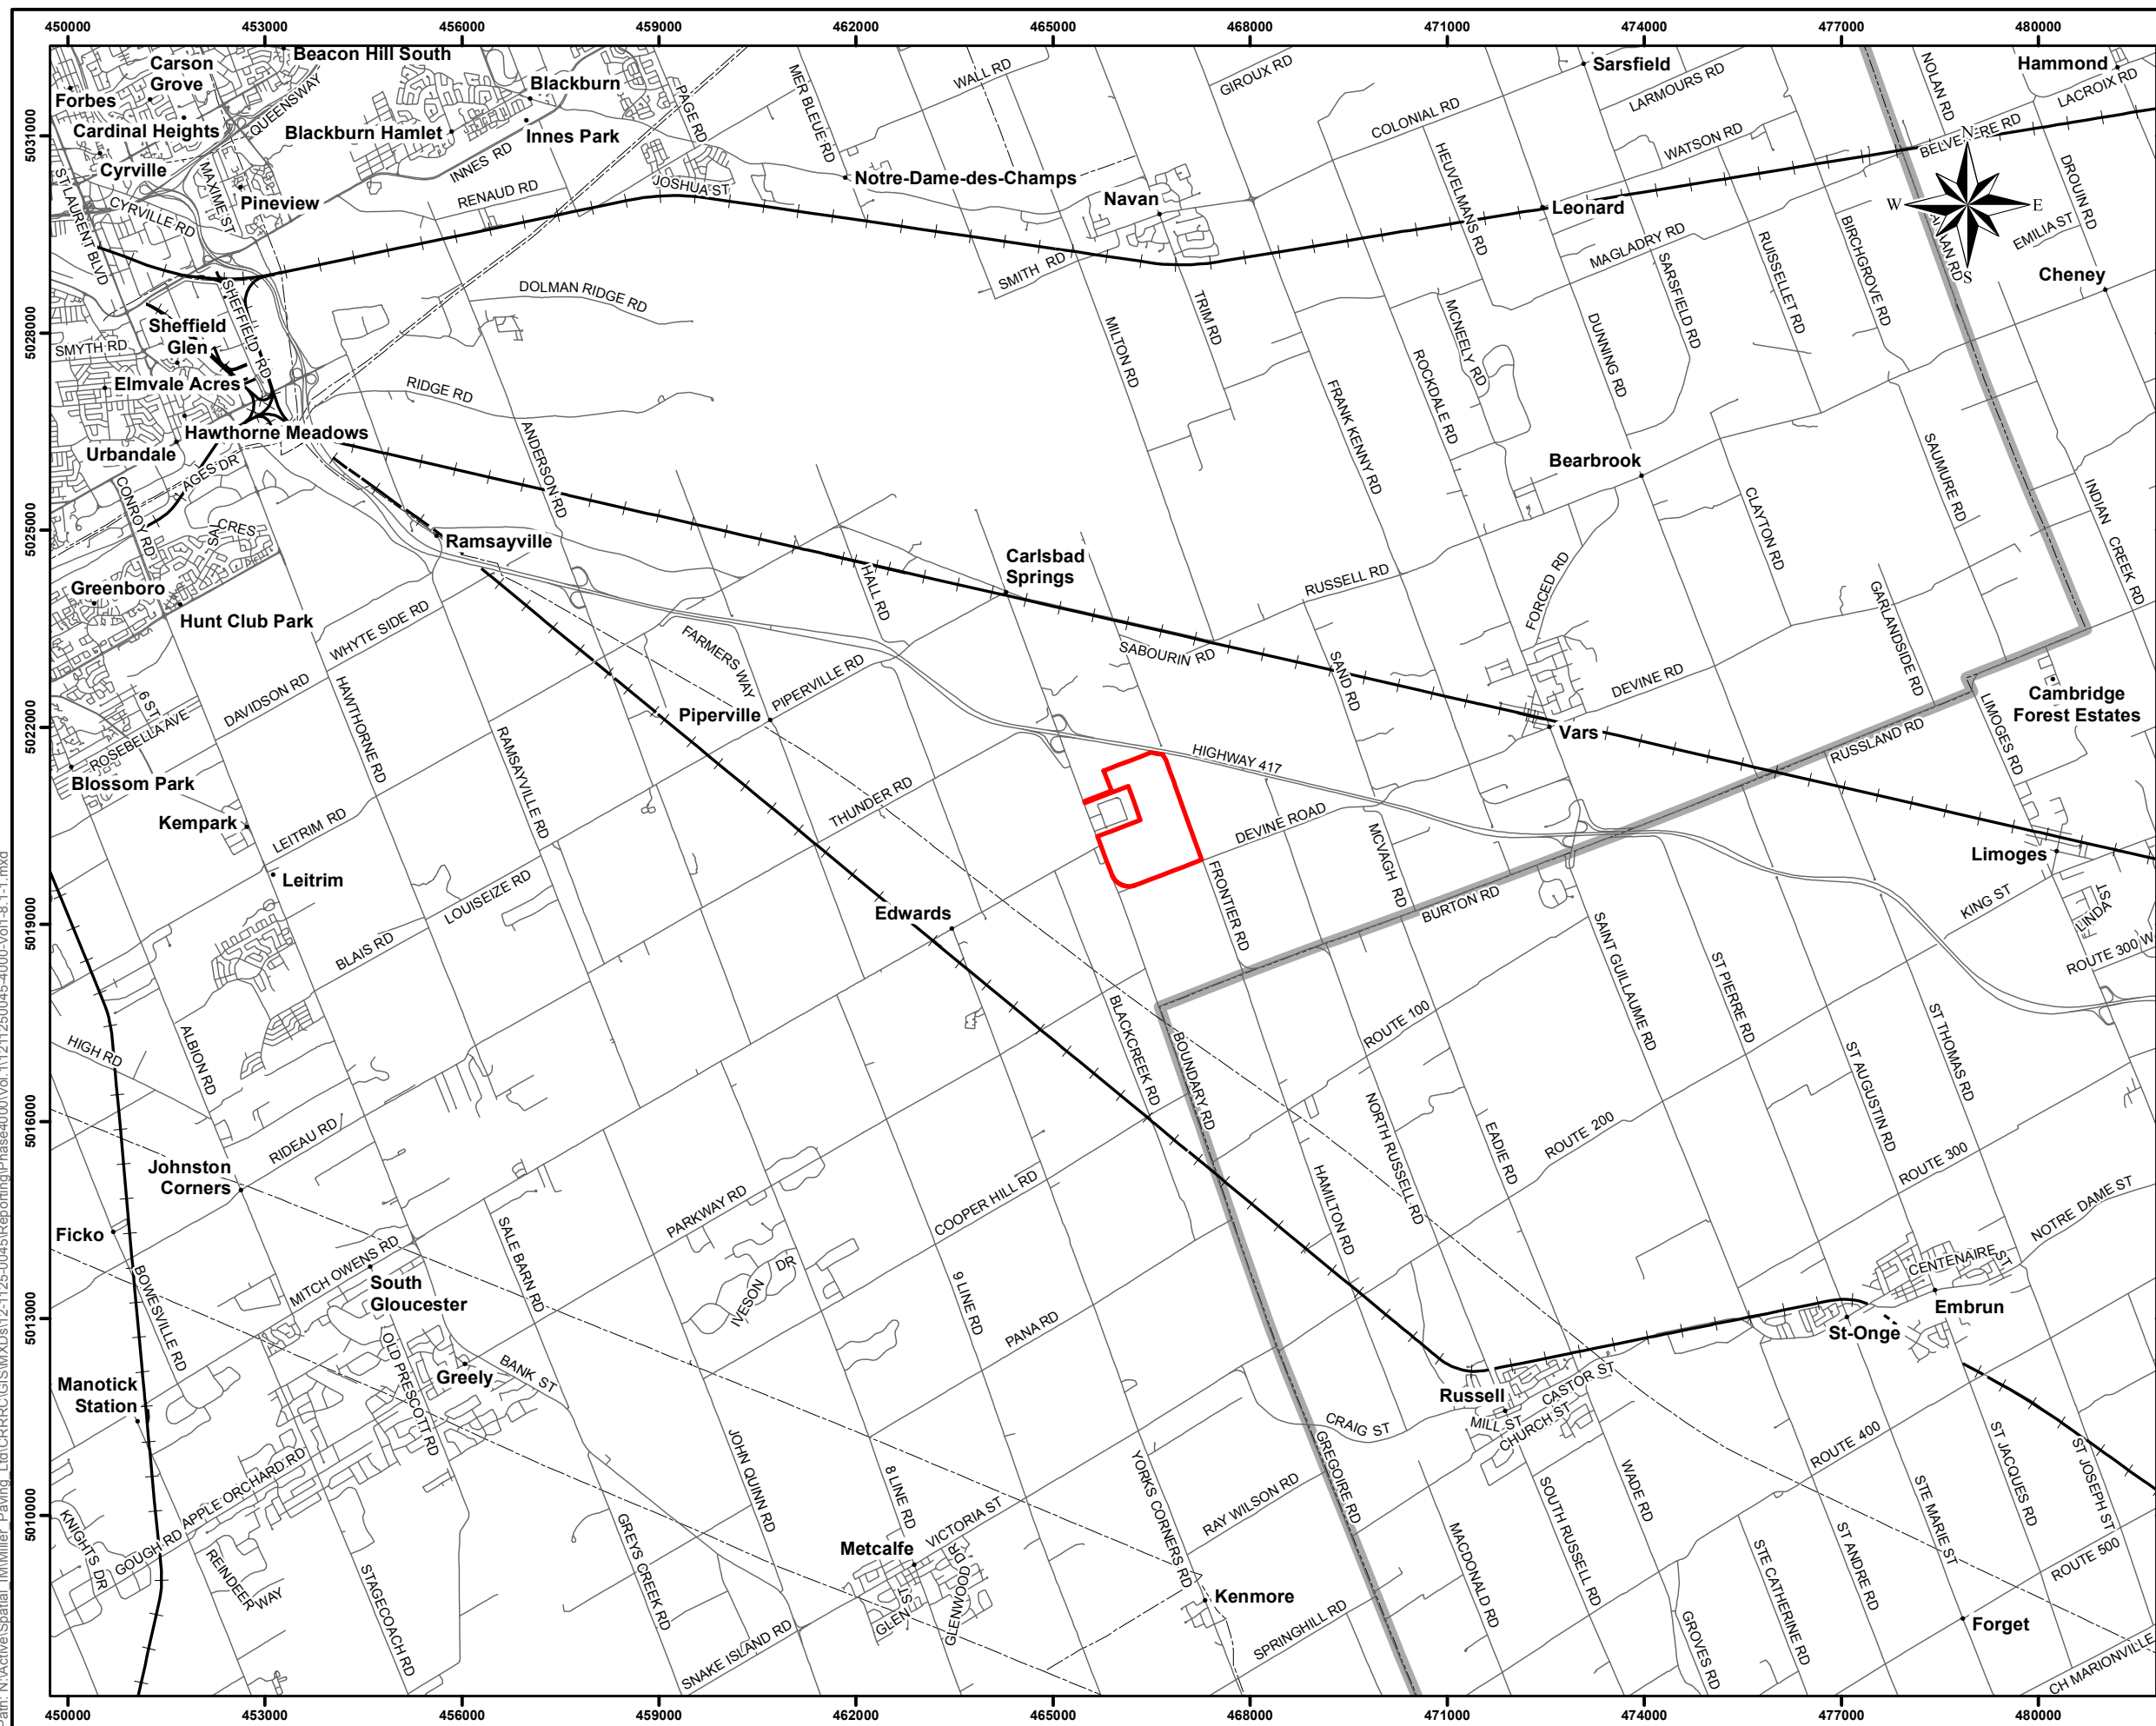 450000 453000 456000 459000 462000 465000 468000 471000 474000 477000 480000
Beacon Hill South
Carson
Grove
Forbes
Cardinal Heights
QUEENSWAY
Blackburn
Blackburn Hamlet
Innes Park
PAGE RD
MER BLEUE RD
WALL RD
GIROUX RD
Sarsfield
LARMOURS RD
COLONIAL RD
NOLAN RD
Hammond
LACROIX RD
5031000
Cyrville
ST LAURENT BLVD
MAXIME ST
CYRVILLE RD
Pineview
INNES RD
RENAUD RD
JOSHUA ST
Notre-Dame-des-Champs
Navan
HEUVELMANS RD
WATSON RD
BELVEDERE RD
N
W
E
S
DROUIN RD
EMILIA ST
Leonard
MAGLADRY RD
SARSFIELD RD
RUISSELLET RD
BIRCHGROVE RD
Cheney
SMITH RD
5028000
SHEFFIELD RD
Sheffield
Glen
SMYTH RD
Elmvale Acres
DOLMAN RIDGE RD
RIDGE RD
MILTON RD
TRIM RD
FRANK KENNY RD
ROCKDALE RD
MCNEELY RD
DUNNING RD
Hawthorne Meadows
Urbandale
ANDERSON RD
Bearbrook
SAUMURE RD
INDIAN CREEK RD
CLAYTON RD
5025000
CONROY RD
CRES
Ramsayville
Greenboro
Hunt Club Park
WHYTE SIDE RD
FARMERS WAY
HALL RD
Carlsbad
Springs
SABOURIN RD
RUSSELL RD
FORCED RD
GARLANDSIDE RD
5022000
6 ST
ROSEBELLA AVE
DAVIDSON RD
HAWTHORNE RD
Piperville
PIPERVILLE RD
SAND RD
DEVINE RD
Vars
Cambridge
Forest Estates
LIMOGES RD
RUSSLAND RD
Blossom Park
RAMSAYVILLE RD
HIGHWAY 417
THUNDER RD
DEVINE ROAD
Kempark
LEITRIM RD
Leitrim
LOUISEIZE RD
FRONTIER RD
MCVAGH RD
BURTON RD
Limoges
KING ST
LINDA ST
ROUTE 300 W
5019000
Edwards
BLAIS RD
SAINT GUILLAUME RD
ST PIERRE RD
BLACKCREEK RD
BOUNDARY RD
ROUTE 100
ST THOMAS RD
HIGH RD
ALBION RD
ST AUGUSTIN RD
5016000
RIDEAU RD
Johnston
Corners
NORTH RUSSELL RD
EADIE RD
ROUTE 200
ROUTE 300
HAMILTON RD
NOTRE DAME ST
Ficko
MITCH OWENS RD
SALE BARN RD
PARKWAY RD
COOPER HILL RD
IVESON DR
9 LINE RD
CENTENAIRE ST
5013000
BOWESVILLE RD
South
Gloucester
PANA RD
Embrun
St-Onge
OLD PRESCOTT RD
Greely
BANK ST
Manotick
Station
Russell
CASTOR ST
MILL ST
CHURCH ST
CRAIG ST
GREGOIRE RD
JOHN QUINN RD
YORKS CORNERS RD
ROUTE 400
ST JACQUES RD
ST JOSEPH ST
5010000
KNIGHTS DR
GOUGH RD
APPLE ORCHARD RD
8 LINE RD
VICTORIA ST
RAY WILSON RD
WADE RD
SOUTH RUSSELL RD
MACDONALD RD
STE MARIE ST
ROUTE 500
REINDEER WAY
STAGECOACH RD
GREYS CREEK RD
Metcalfe
GLEN ST
GLENWOOD DR
SNAKE ISLAND RD
Kenmore
SPRINGHILL RD
GROVES RD
STE CATHERINE RD
ST ANDRE RD
Forget
CH MARIONVILLE
450000 453000 456000 459000 462000 465000 468000 471000 474000 477000 480000